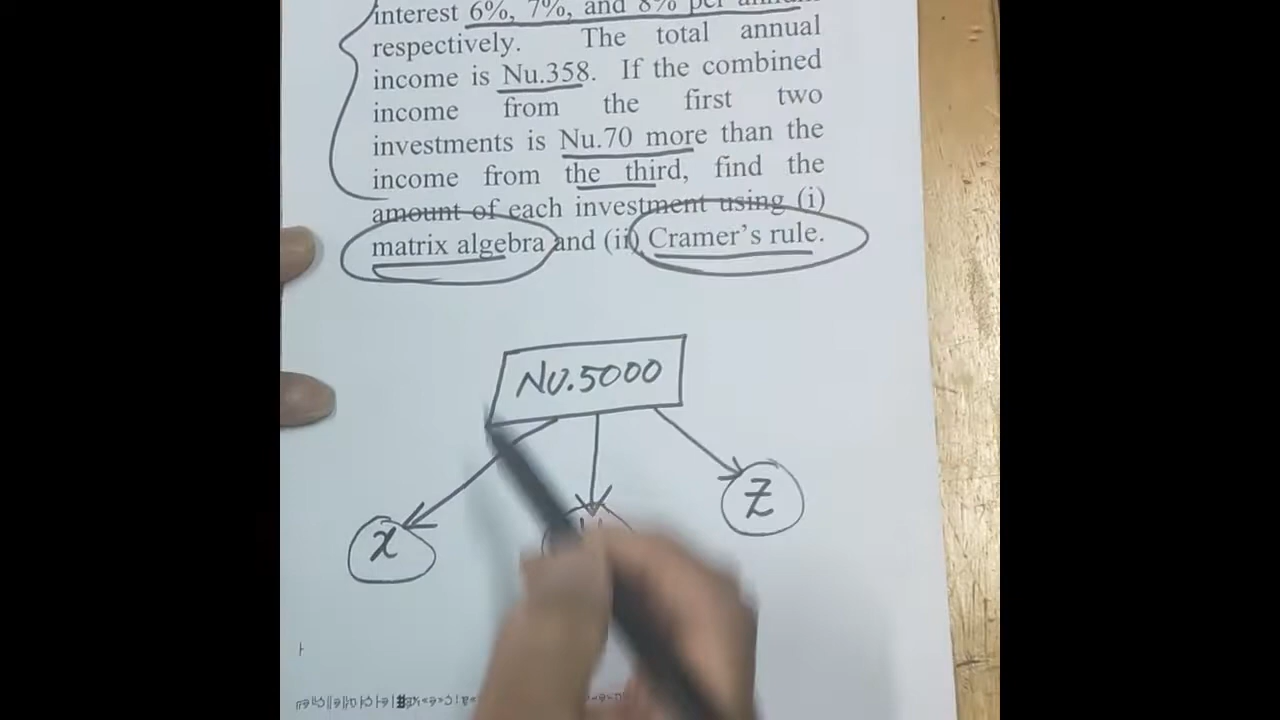 interest 6%, 7%, and 8% per annum
respectively. The total annual
income is Nu.358. If the combined
income from the first two
investments is Nu.70 more than the
income from the third, find the
amount of each investment using (i)
matrix algebra and (ii) Cramer's rule.
Nu.5000
x
z